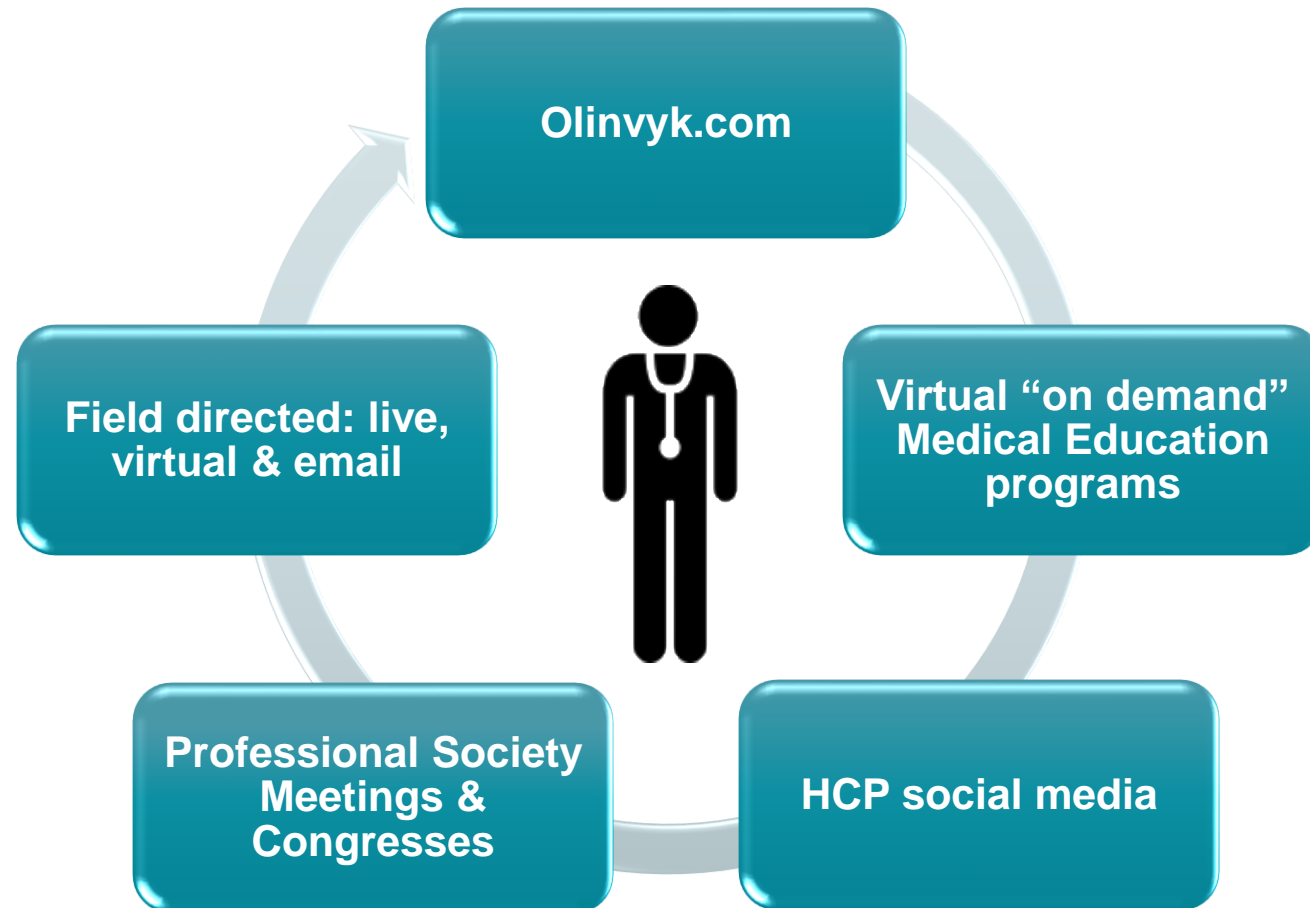 Olinvyk.com
Virtual “on demand”
Medical Education
programs
HCP social media
Professional Society
Meetings &
Congresses
Field directed: live,
virtual & email